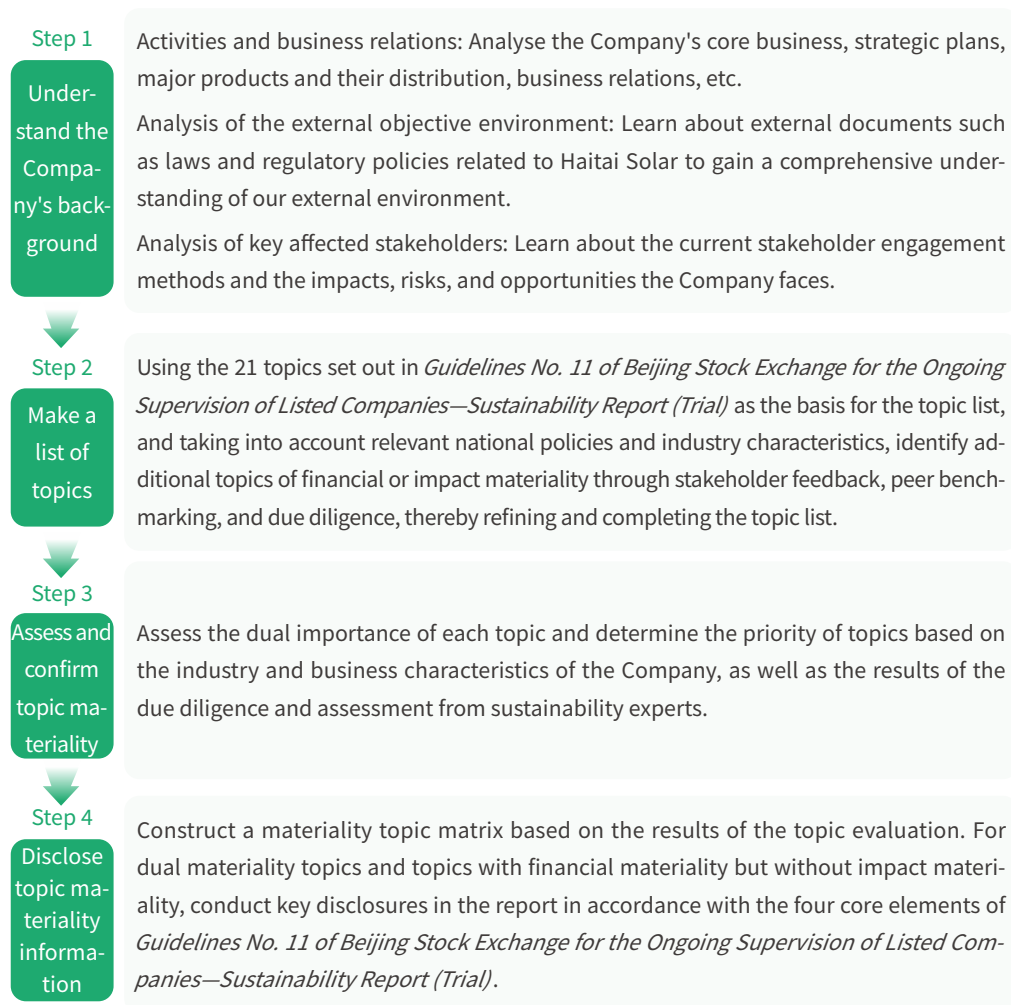 Step 1
Under-
stand the
Compa-
ny's back-
ground
Activities and business relations: Analyse the Company's core business, strategic plans,
major products and their distribution, business relations, etc.
Analysis of the external objective environment: Learn about external documents such
as laws and regulatory policies related to Haitai Solar to gain a comprehensive under-
standing of our external environment.
Analysis of key affected stakeholders: Learn about the current stakeholder engagement
methods and the impacts, risks, and opportunities the Company faces.
Step 2
Make a
list of
topics
Using the 21 topics set out in Guidelines No. 11 of Beijing Stock Exchange for the Ongoing
Supervision of Listed Companies—Sustainability Report (Trial) as the basis for the topic list,
and taking into account relevant national policies and industry characteristics, identify ad-
ditional topics of financial or impact materiality through stakeholder feedback, peer bench-
marking, and due diligence, thereby refining and completing the topic list.
Step 3
Assess and
confirm
topic ma-
teriality
Assess the dual importance of each topic and determine the priority of topics based on
the industry and business characteristics of the Company, as well as the results of the
due diligence and assessment from sustainability experts.
Step 4
Disclose
topic ma-
teriality
informa-
tion
Construct a materiality topic matrix based on the results of the topic evaluation. For
dual materiality topics and topics with financial materiality but without impact materi-
ality, conduct key disclosures in the report in accordance with the four core elements of
Guidelines No. 11 of Beijing Stock Exchange for the Ongoing Supervision of Listed Com-
panies—Sustainability Report (Trial).